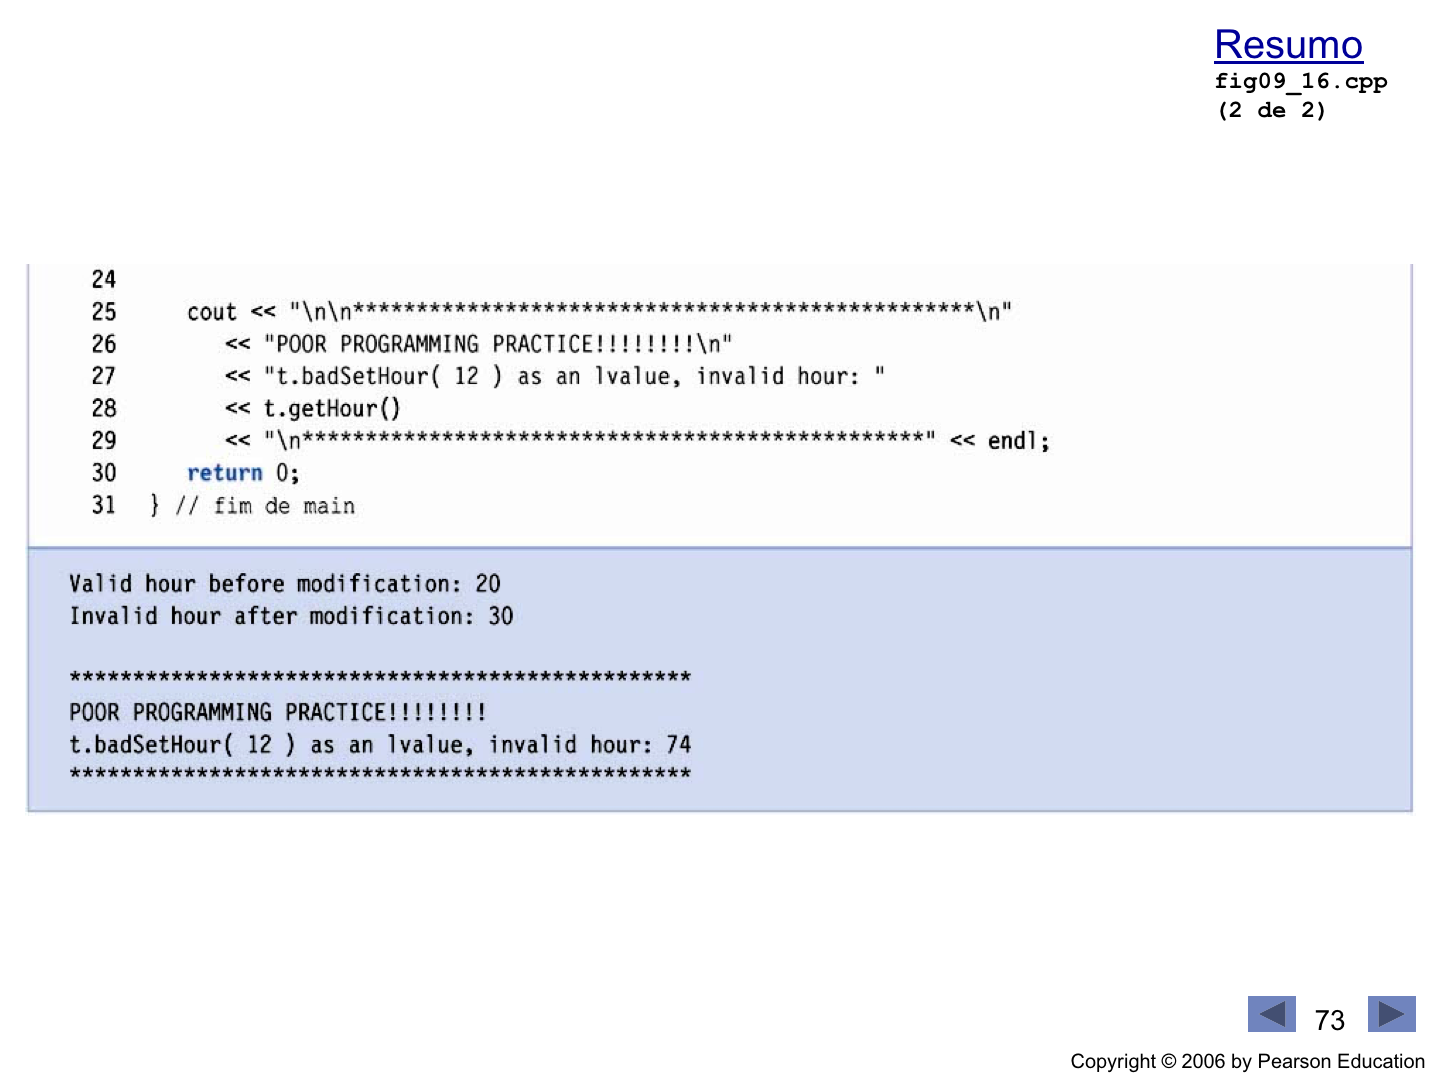 Resumo
fig09_16.cpp
(2 de 2)
24
25 cout << "\n\n*************************************************\n"
26 << "POOR PROGRAMMING PRACTICE!!!!!!!!\n"
27 << "t.badSetHour( 12 ) as an lvalue, invalid hour: "
28 << t.getHour()
29 << "\n*************************************************" << endl;
30 return 0;
31 } // fim de main
Valid hour before modification: 20
Invalid hour after modification: 30
*************************************************
POOR PROGRAMMING PRACTICE!!!!!!!!
t.badSetHour( 12 ) as an lvalue, invalid hour: 74
*************************************************
73
Copyright © 2006 by Pearson Education